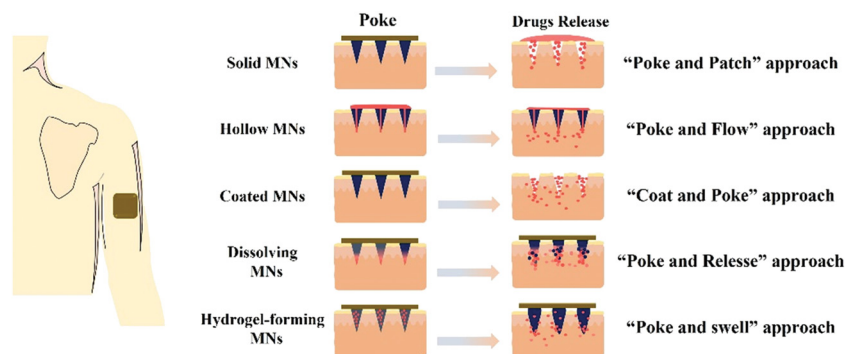 Poke
Drugs Release
Solid MNs
“Poke and Patch” approach
Hollow MNs
“Poke and Flow” approach
Coated MNs
“Coat and Poke” approach
Dissolving
MNs
“Poke and Relesse” approach
Hydrogel-forming
MNs
“Poke and swell” approach